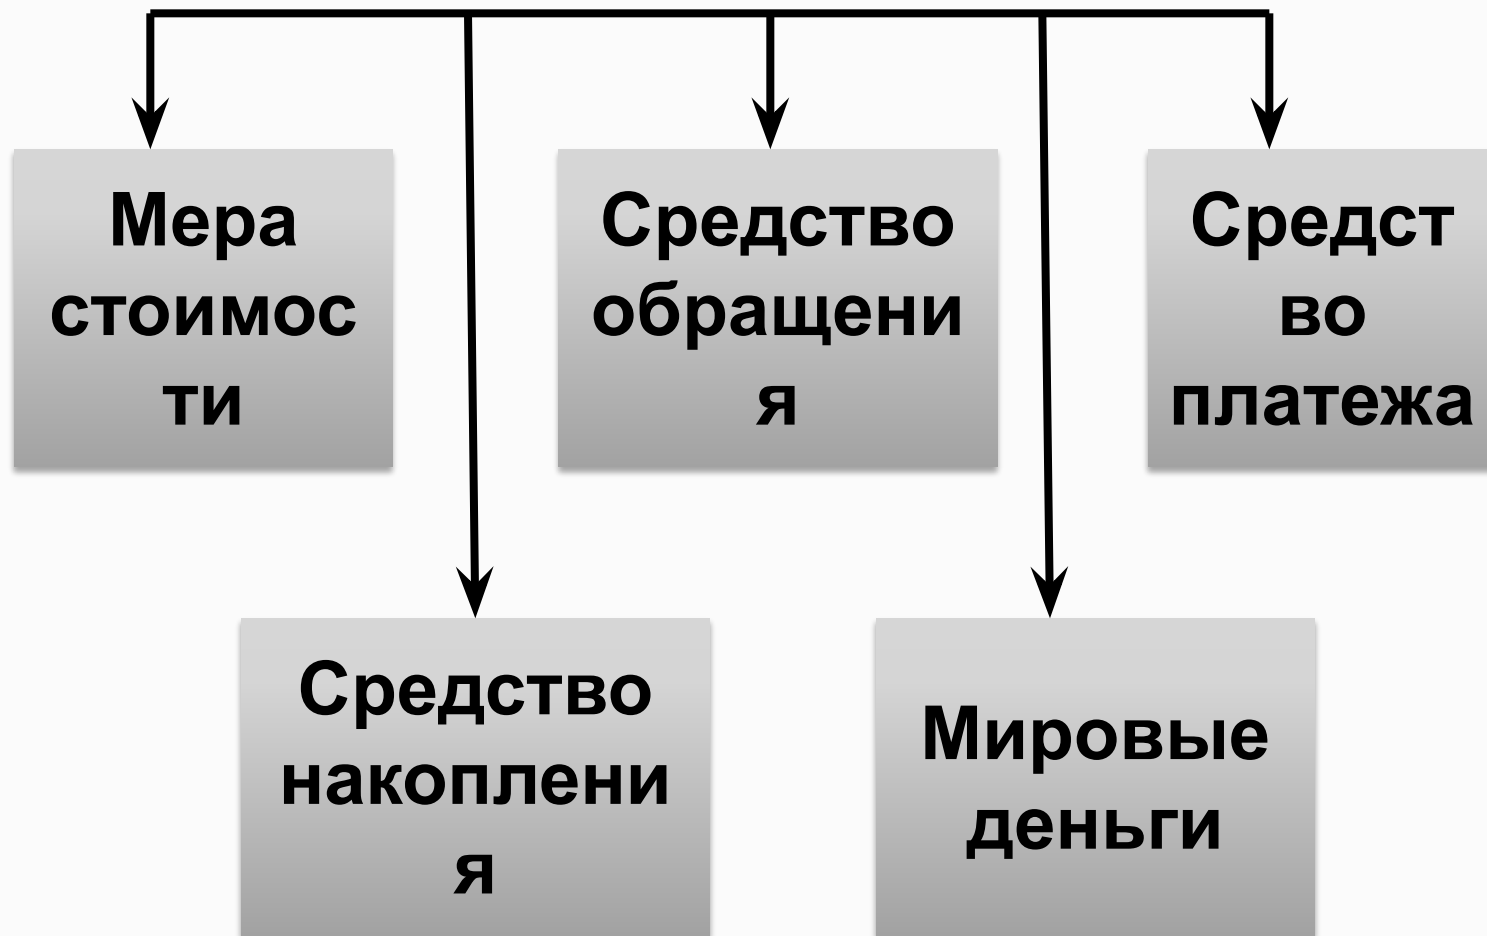 Мера
стоимос
ти
Средство
обращени
я
Средст
во
платежа
Средство
накоплени
я
Мировые
деньги